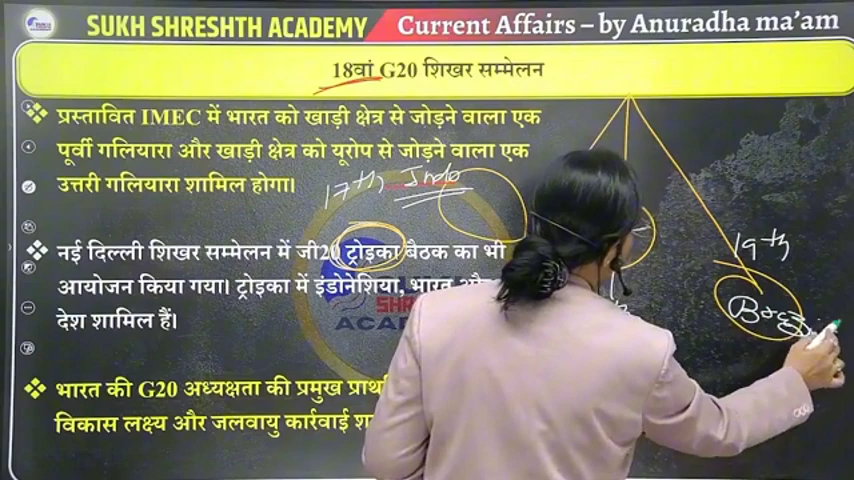 SUKH SHRESHTH ACADEMY
Current Affairs – by Anuradha ma’am
18वां G20 शिखर सम्मेलन
प्रस्तावित IMEC में भारत को खाड़ी क्षेत्र से जोड़ने वाला एक
पूर्वी गलियारा और खाड़ी क्षेत्र को यूरोप से जोड़ने वाला एक
उत्तरी गलियारा शामिल होगा।
17th Indo
19th
नई दिल्ली शिखर सम्मेलन में जी20 ट्रोइका बैठक का भी
आयोजन किया गया। ट्रोइका में इंडोनेशिया, भारत
देश शामिल हैं।
भारत की G20 अध्यक्षता की प्रमुख
विकास लक्ष्य और जलवायु कार्रवाई